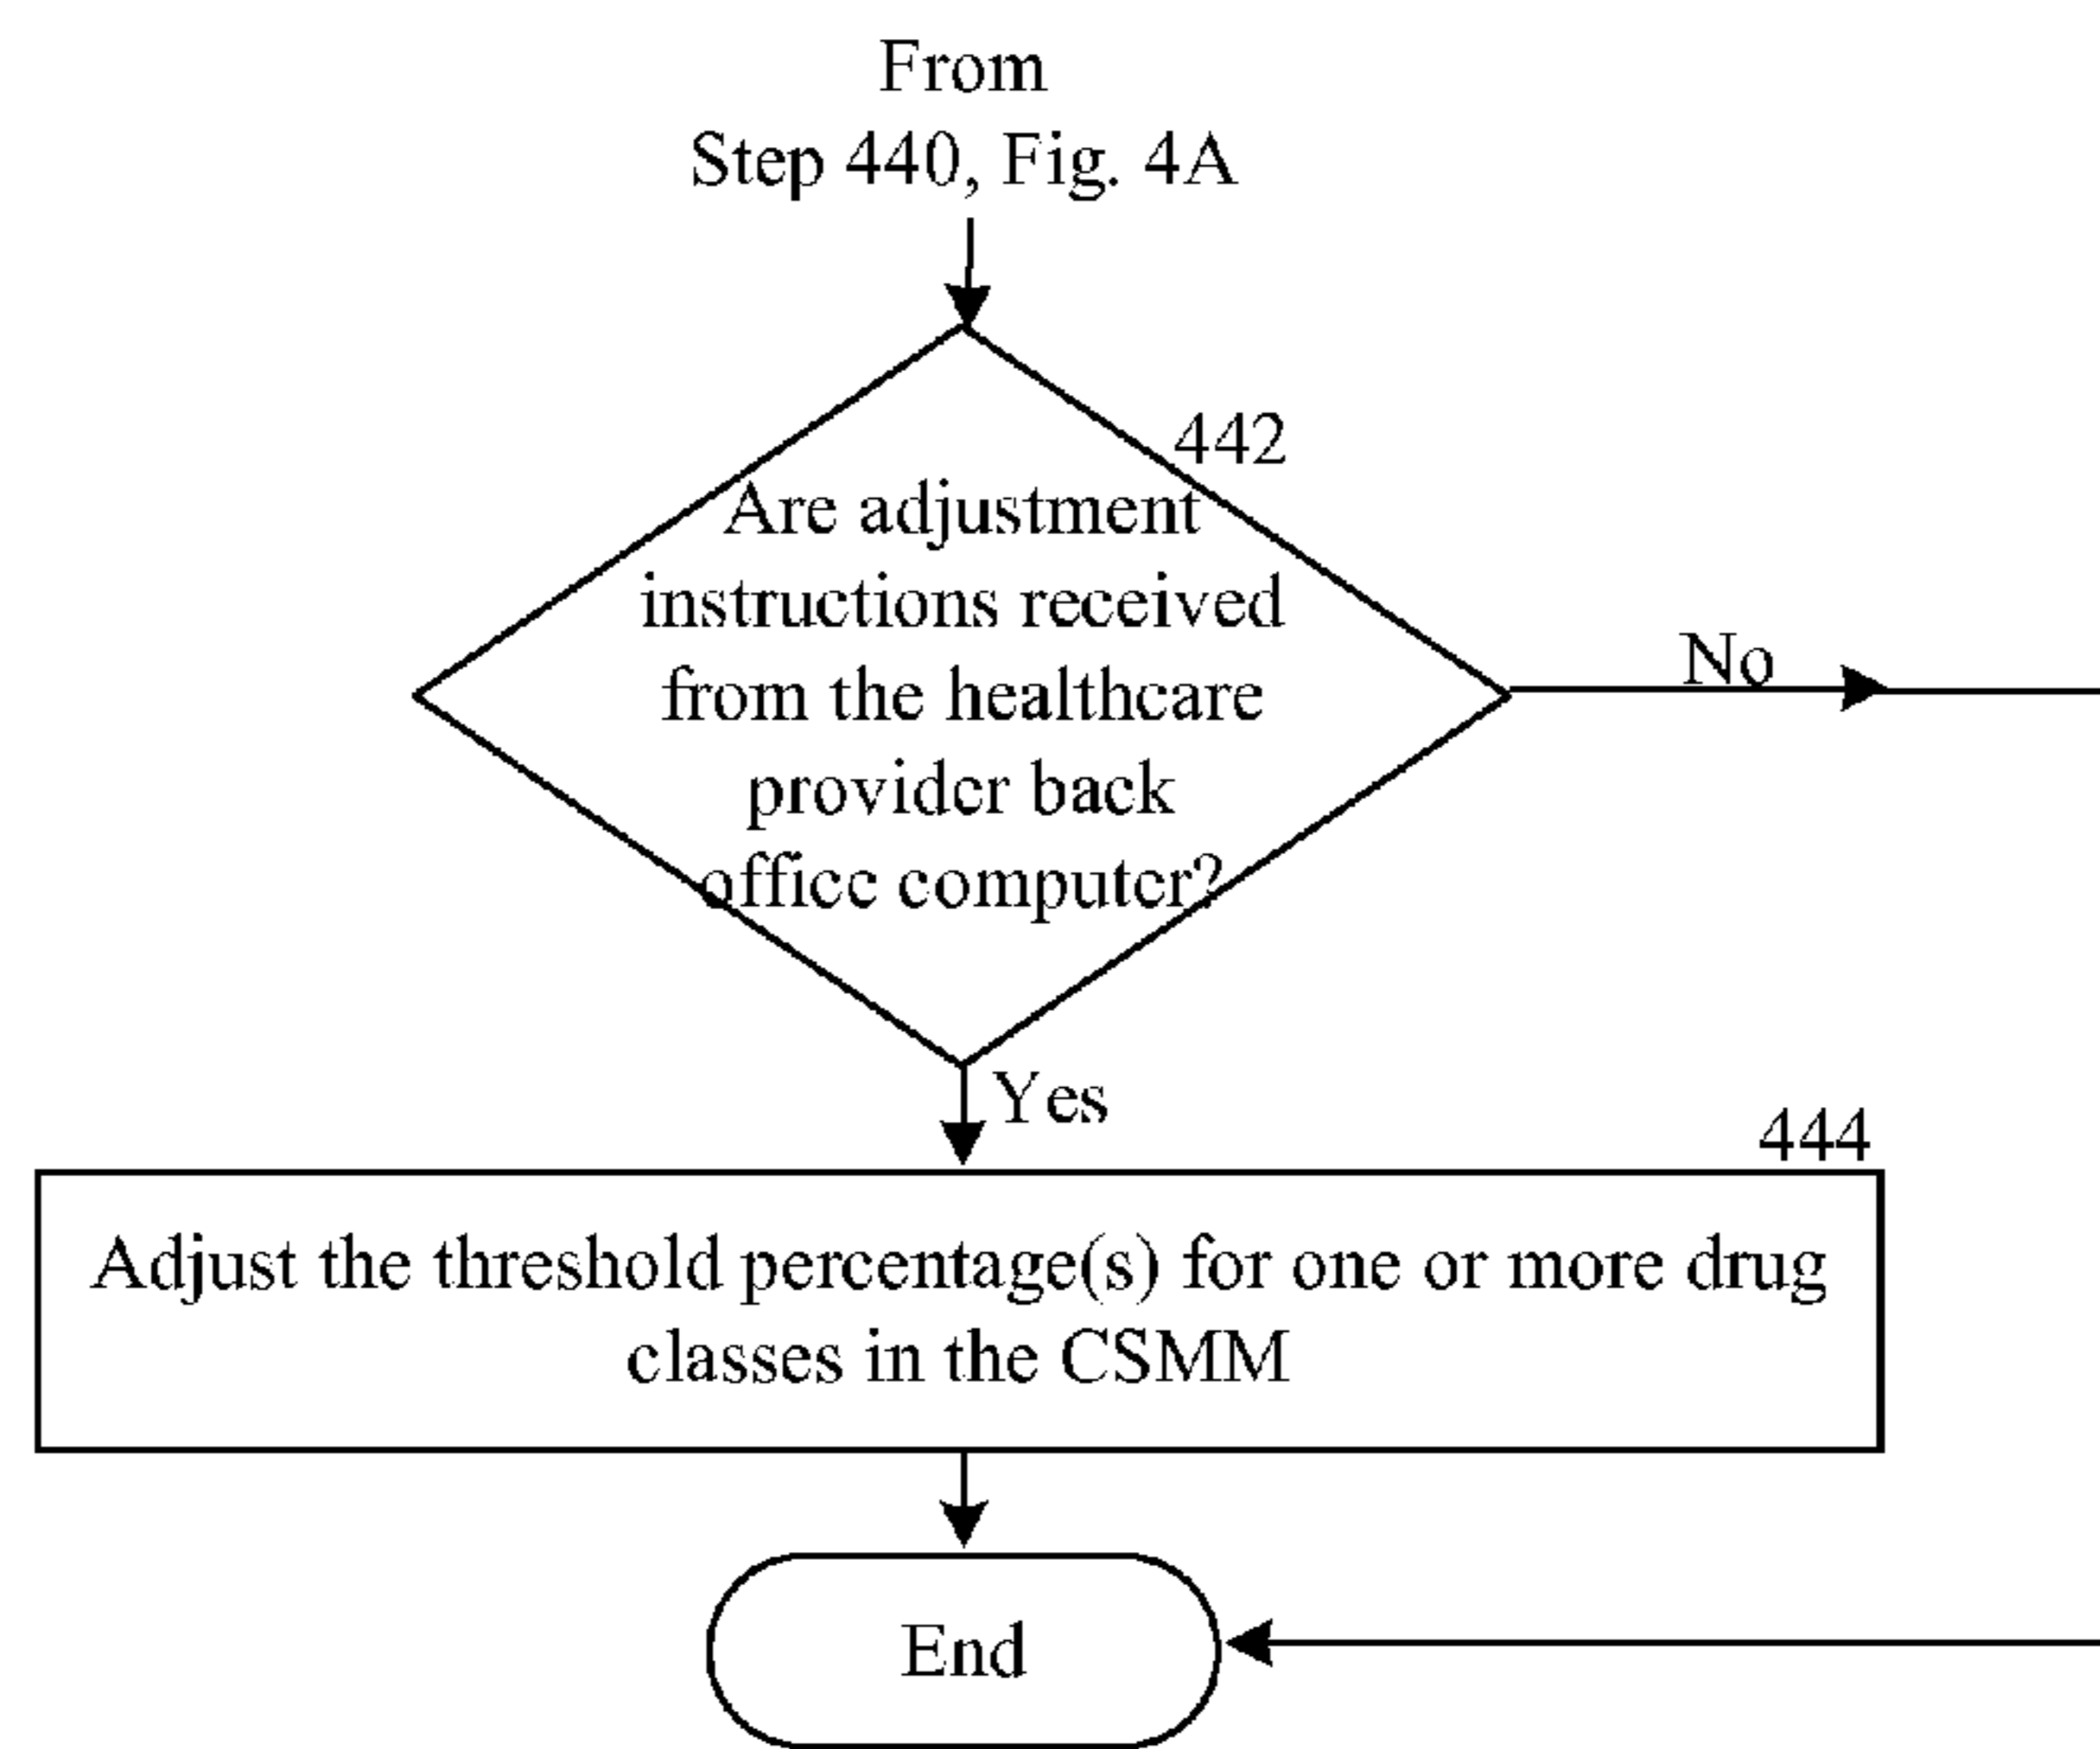 From
Step 440, Fig. 4A
442
Are adjustment
instructions received
from the healthcare
provider back
office computer?
No
Yes
444
Adjust the threshold percentage(s) for one or more drug
classes in the CSMM
End